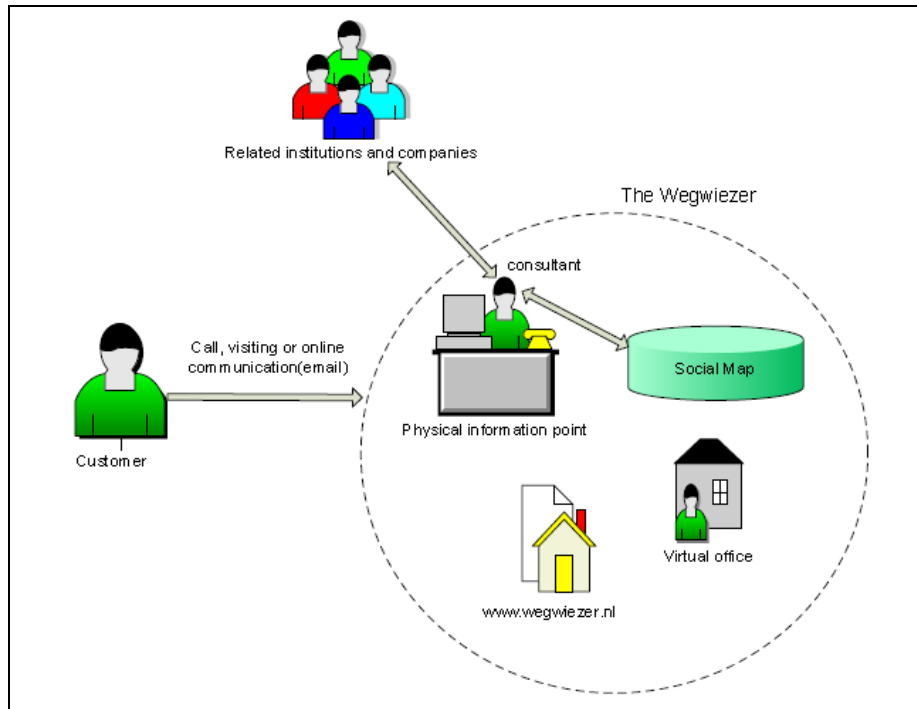 Related institutions and companies
The Wegwiezer
consultant
Call, visiting or online
communication(email)
Social Map
Physical information point
Customer
Virtual office
www.wegwiezer.nl